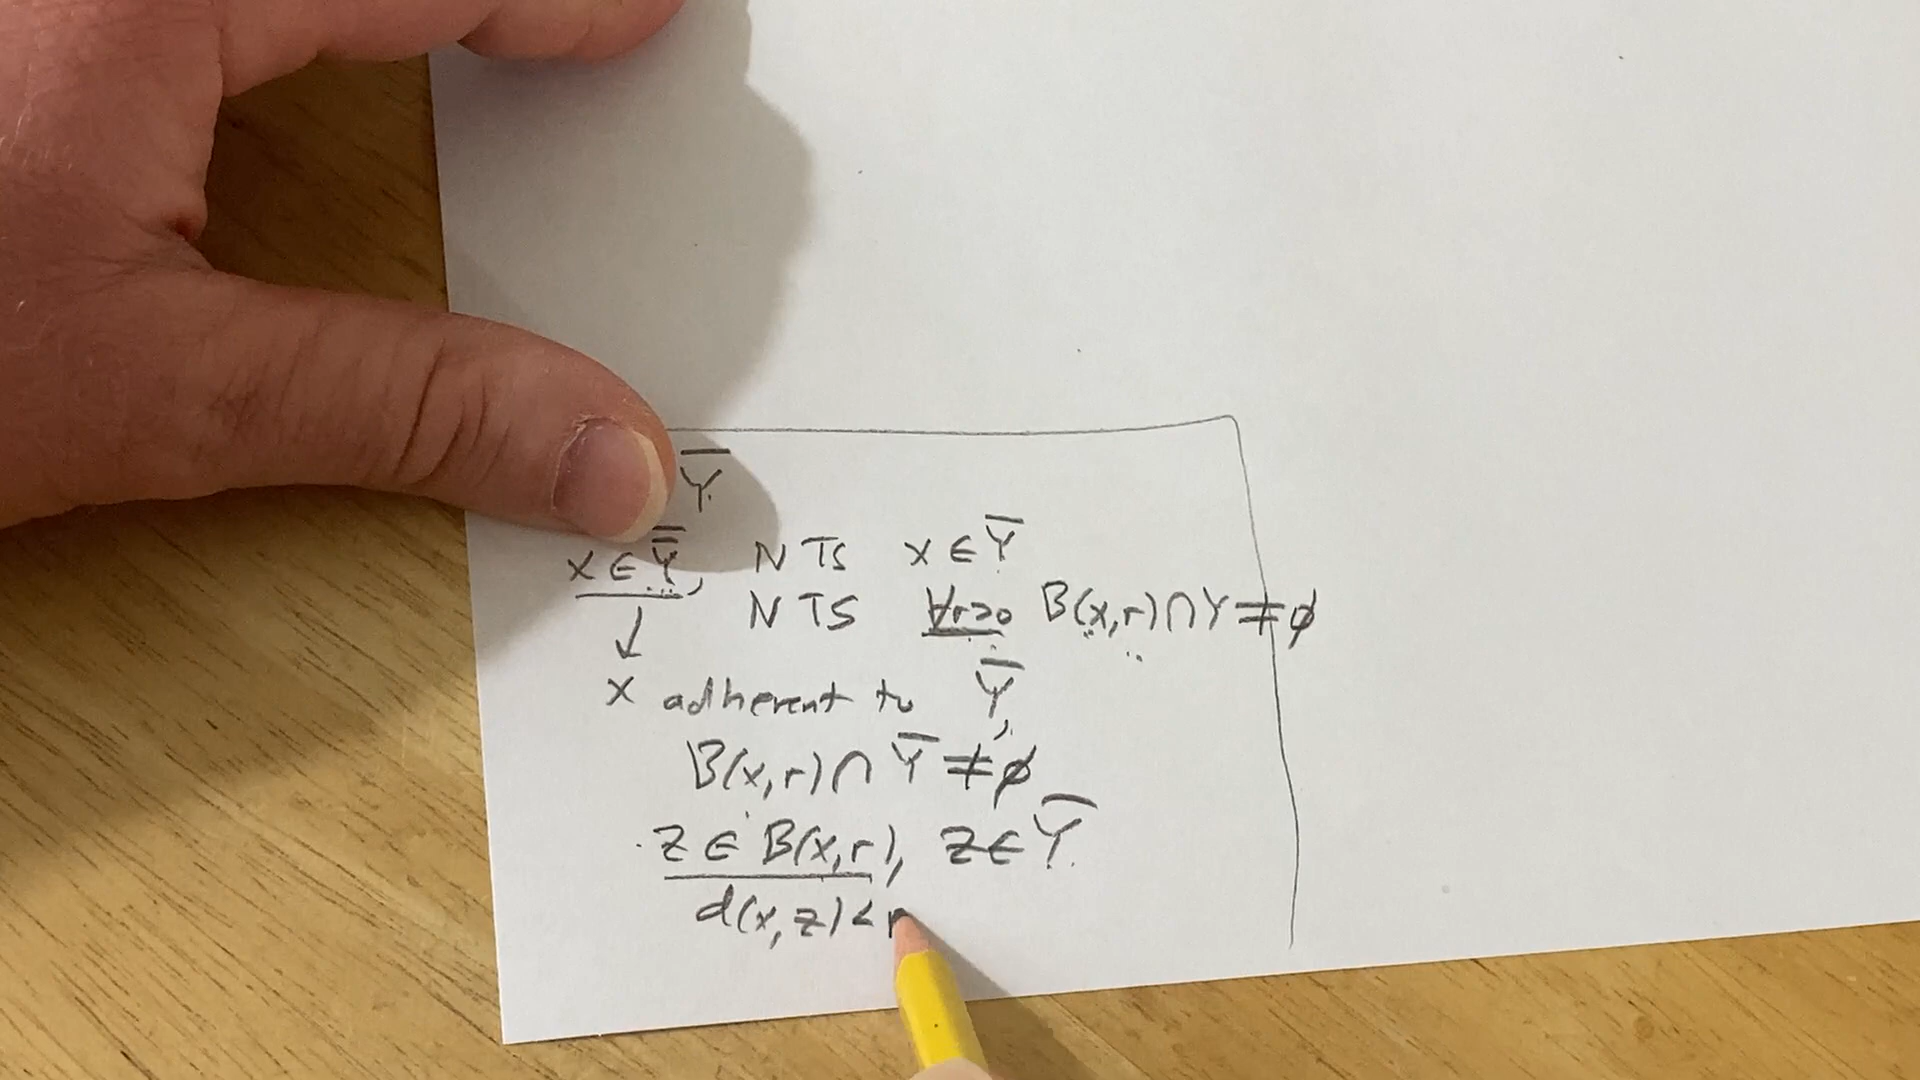 Y̅
x ∈ Y̿, NTS x ∈ Y̅
NTS ∀r>0 B(x,r) ∩ Y ≠ ∅
↓
x adherent to Y̅,
B(x,r) ∩ Y̅ ≠ ∅
z ∈ B(x,r), z ∈ Y̅
d(x,z) < r